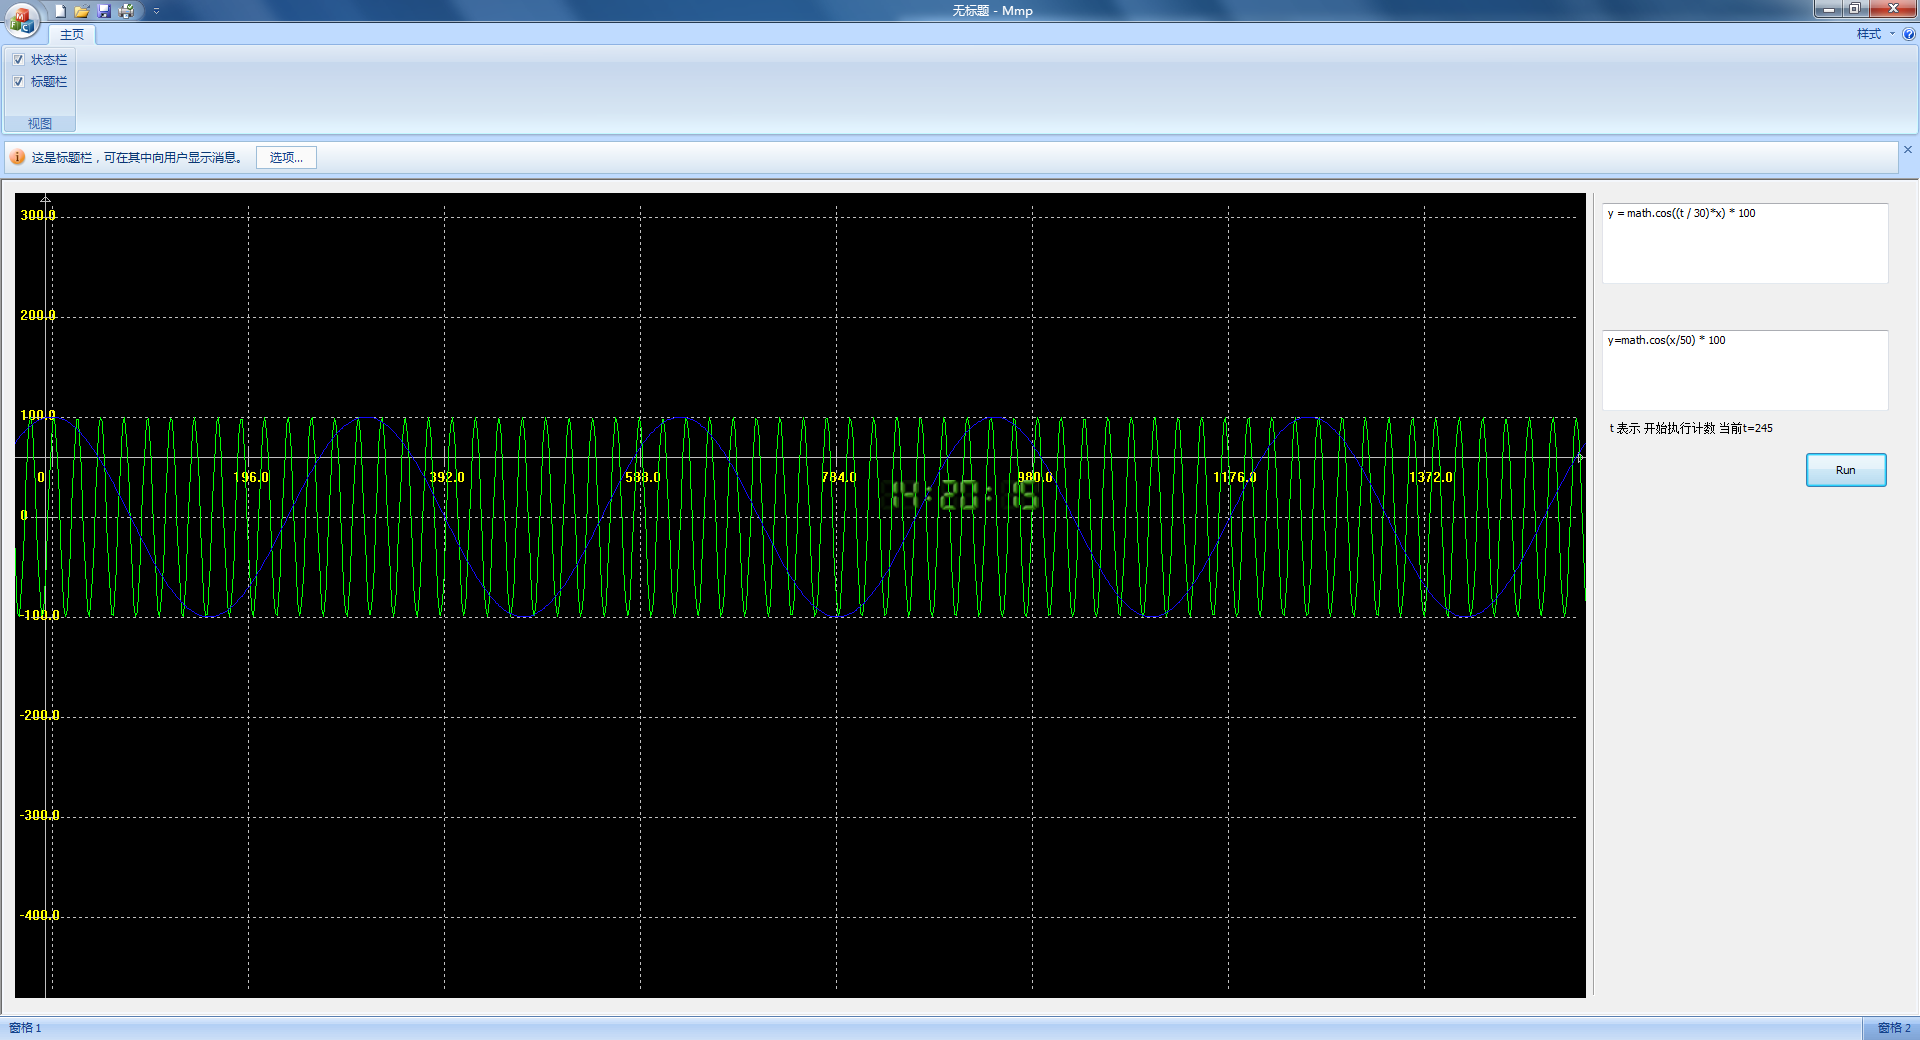 无标题 - Mmp
主页
样式
状态栏
标题栏
视图
这是标题栏，可在其中向用户显示消息。
选项...
300.0
200.0
100.0
0 196.0 392.0 588.0 784.0 980.0 1176.0 1372.0
14:20:15
0
-100.0
-200.0
-300.0
-400.0
y = math.cos((t / 30)*x) * 100
y=math.cos(x/50) * 100
t 表示 开始执行计数 当前t=245
Run
窗格 1
窗格 2